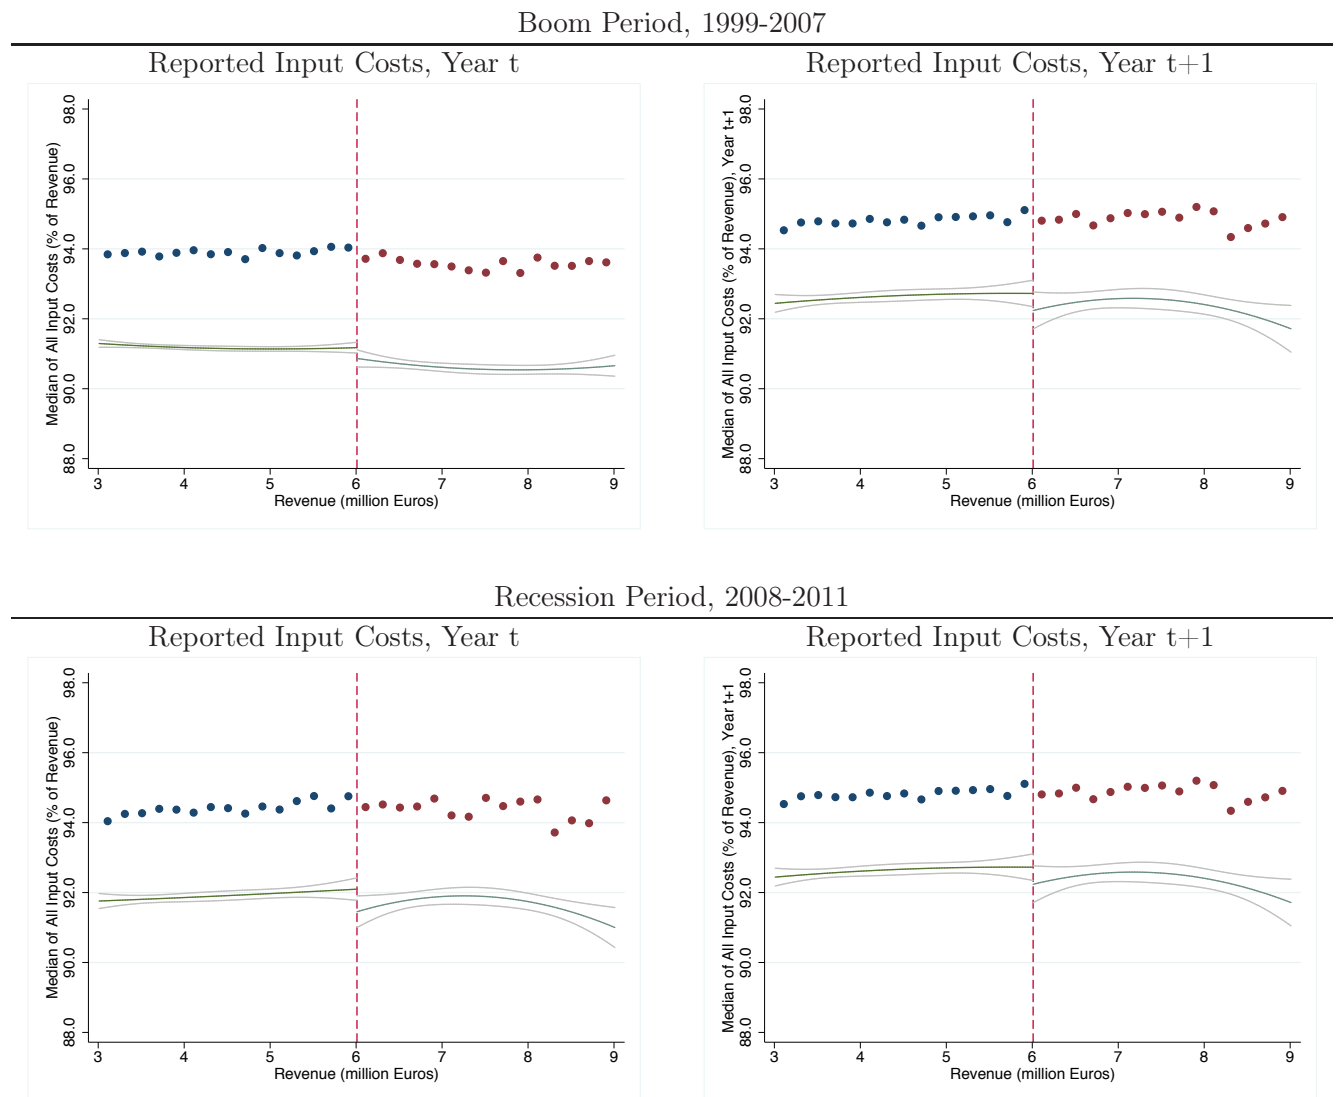 Boom Period, 1999-2007
Reported Input Costs, Year t
Reported Input Costs, Year t+1
Median of All Input Costs (% of Revenue)
98.0
96.0
94.0
92.0
90.0
88.0
3 4 5 6 7 8 9
Revenue (million Euros)
Median of All Input Costs (% of Revenue), Year t+1
98.0
96.0
94.0
92.0
90.0
88.0
3 4 5 6 7 8 9
Revenue (million Euros)
Recession Period, 2008-2011
Reported Input Costs, Year t
Reported Input Costs, Year t+1
Median of All Input Costs (% of Revenue)
98.0
96.0
94.0
92.0
90.0
88.0
3 4 5 6 7 8 9
Revenue (million Euros)
Median of All Input Costs (% of Revenue), Year t+1
98.0
96.0
94.0
92.0
90.0
88.0
3 4 5 6 7 8 9
Revenue (million Euros)